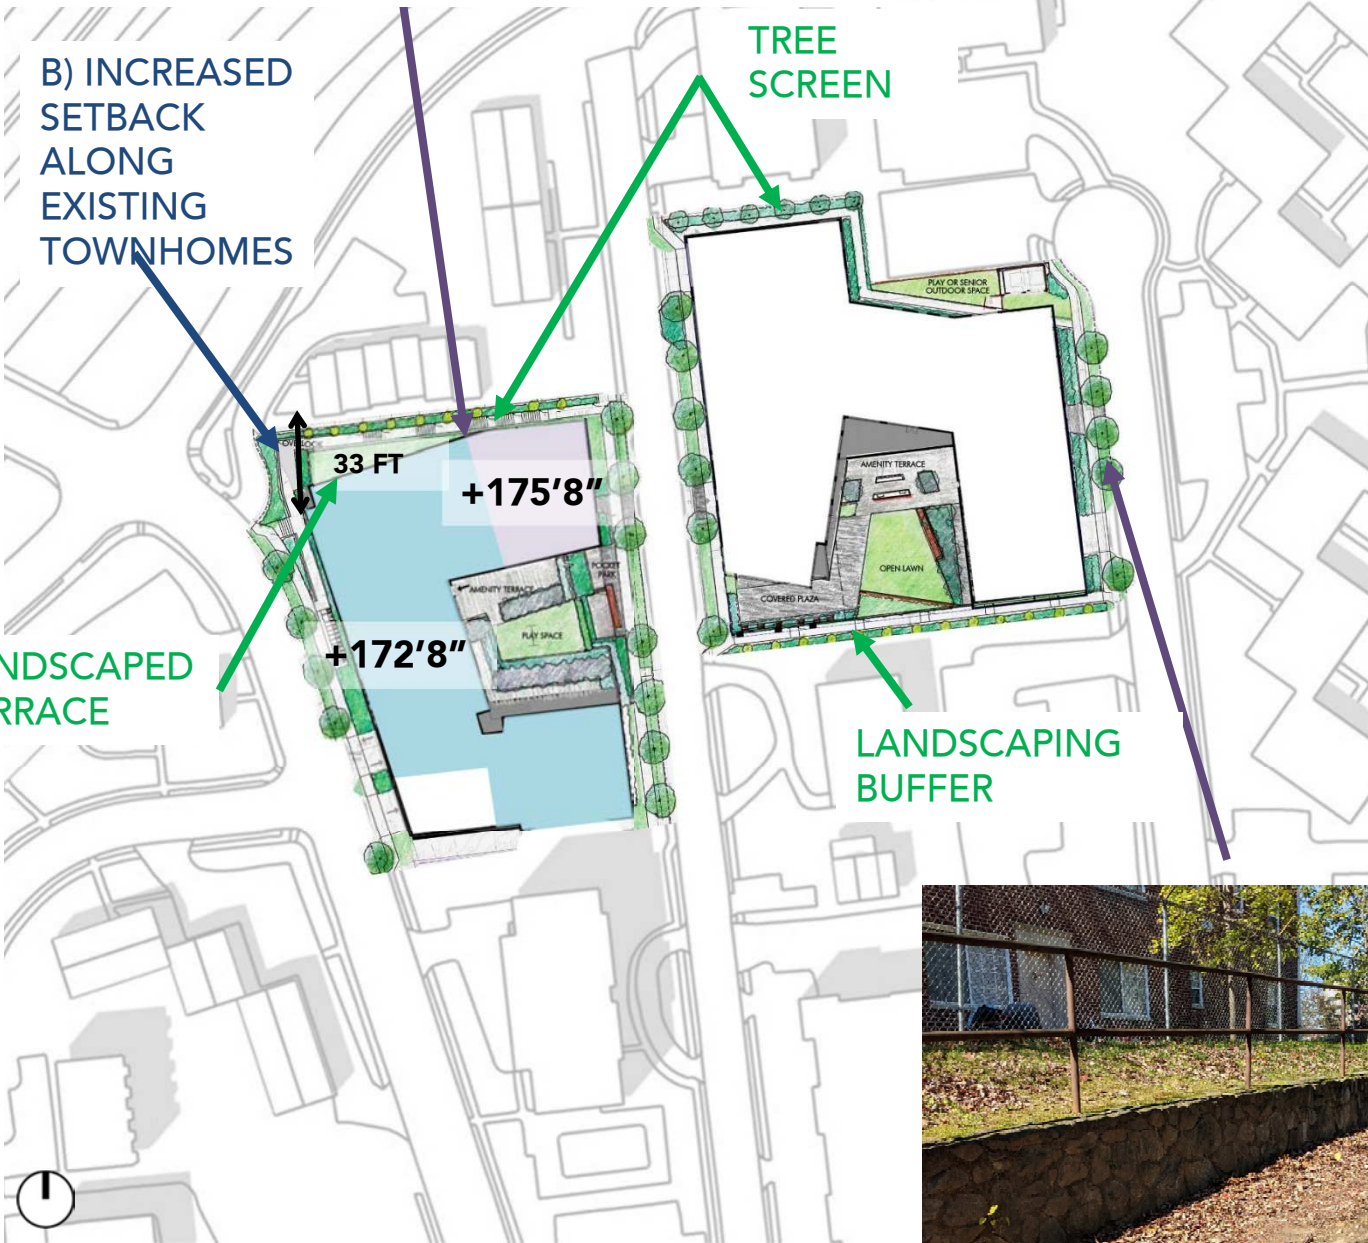 B) INCREASED
SETBACK
ALONG
EXISTING
TOWNHOMES
TREE
SCREEN
PLAY OR SENIOR
OUTDOOR SPACE
33 FT
+175'8"
AMENITY TERRACE
OPEN LAWN
COVERED PLAZA
POCKET
PARK
AMENITY TERRACE
PLAY SPACE
+172'8"
NDSCAPED
RRACE
LANDSCAPING
BUFFER